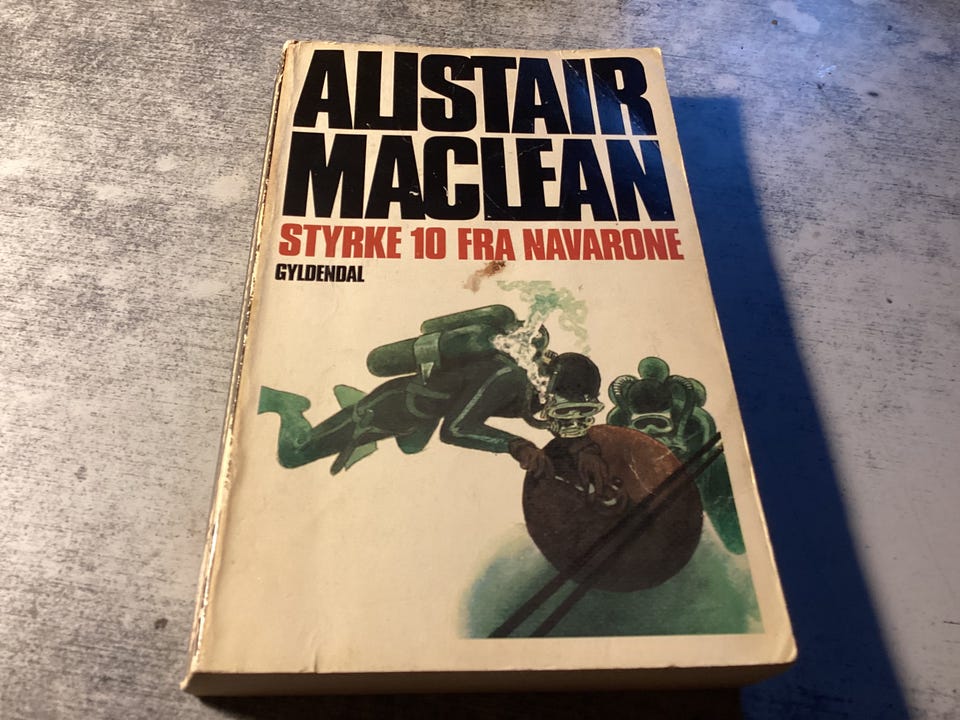 ALISTAIR
MACLEAN
STYRKE 10 FRA NAVARONE
GYLDENDAL